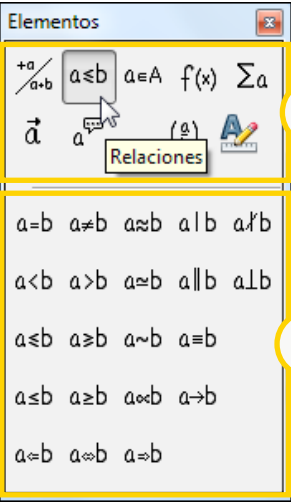 Elementos
+a/a+b a≤b a∈A f(x) Σa
a⃗ a
Relaciones
a=b a≠b a≈b a|b a∤b
a<b a>b a≃b a∥b a⊥b
a⩽b a⩾b a~b a≡b
a≤b a≥b a∝b a→b
a⇐b a⇔b a⇒b